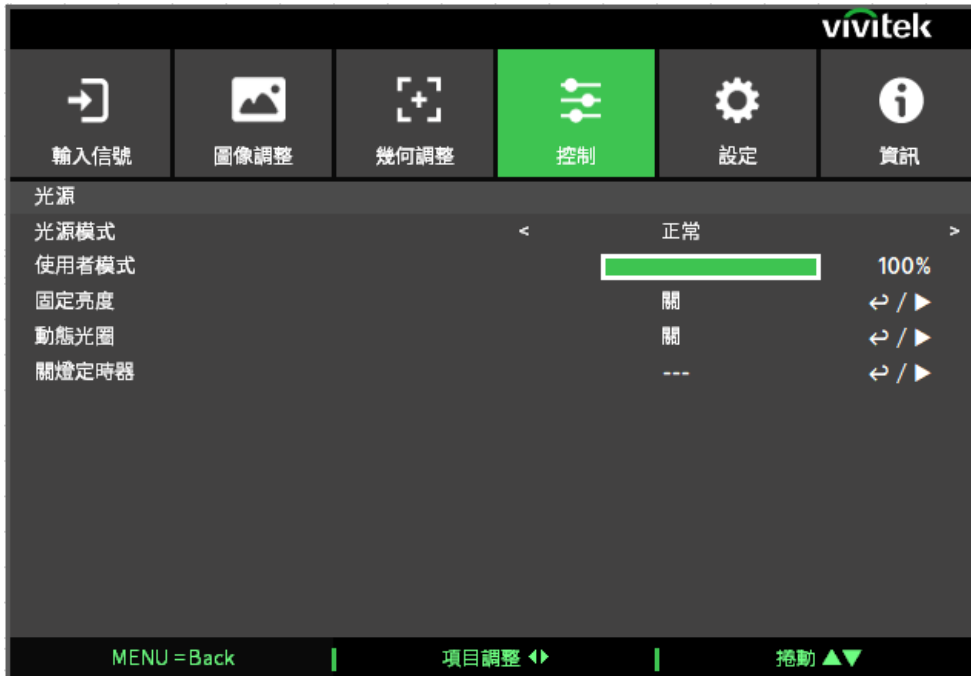 vivitek
輸入信號 圖像調整 幾何調整 控制 設定 資訊
光源
光源模式 < 正常 >
使用者模式 100%
固定亮度 關 ↩ / ▶
動態光圈 關 ↩ / ▶
關燈定時器 --- ↩ / ▶
MENU = Back 項目調整 ◀▶ 捲動 ▲▼